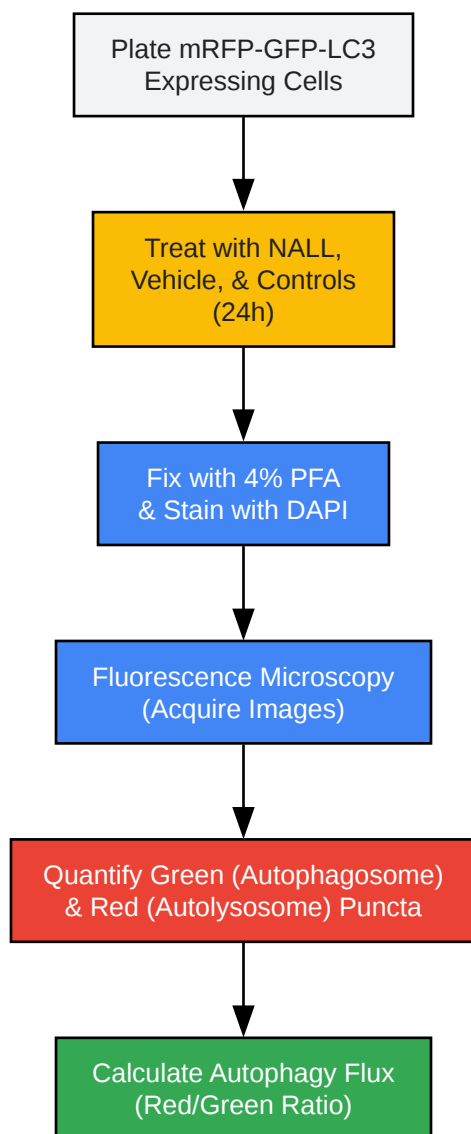 Plate mRFP-GFP-LC3
Expressing Cells
Treat with NALL,
Vehicle, & Controls
(24h)
Fix with 4% PFA
& Stain with DAPI
Fluorescence Microscopy
(Acquire Images)
Quantify Green (Autophagosome)
& Red (Autolysosome) Puncta
Calculate Autophagy Flux
(Red/Green Ratio)